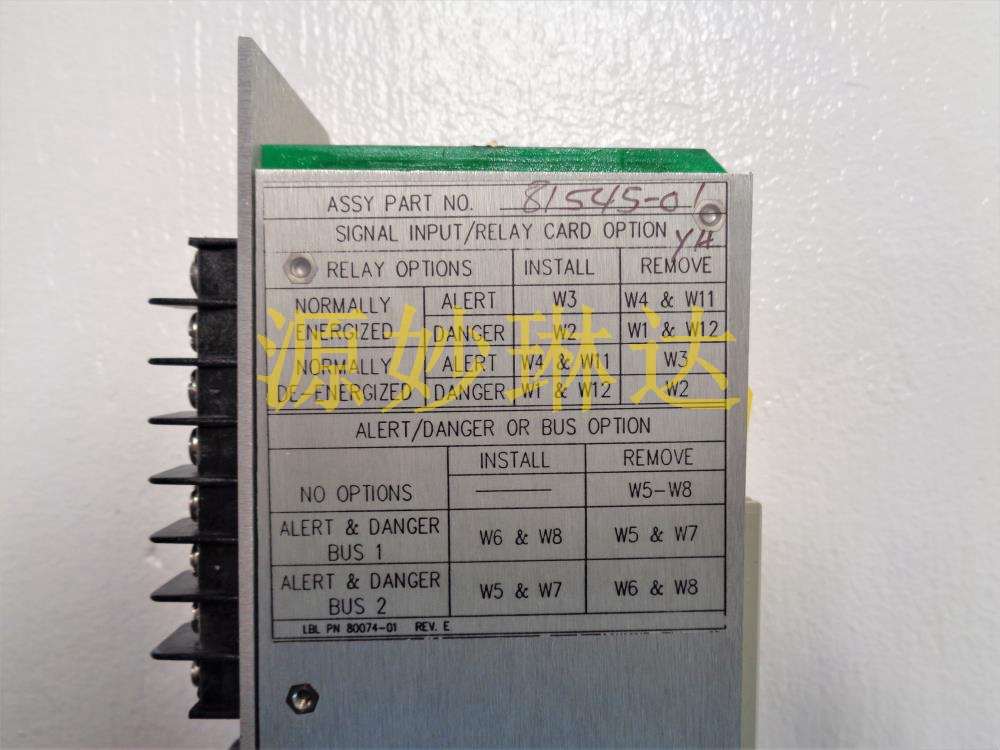 ASSY PART NO. 81545-01
SIGNAL INPUT/RELAY CARD OPTION YH
RELAY OPTIONS INSTALL REMOVE
NORMALLY ENERGIZED ALERT W3 W4 & W11
DANGER W2 W1 & W12
NORMALLY DE-ENERGIZED ALERT W4 & W11 W3
DANGER W1 & W12 W2
源妙琳达
ALERT/DANGER OR BUS OPTION
INSTALL REMOVE
NO OPTIONS ——— W5-W8
ALERT & DANGER BUS 1 W6 & W8 W5 & W7
ALERT & DANGER BUS 2 W5 & W7 W6 & W8
LBL PN 80074-01 REV. E